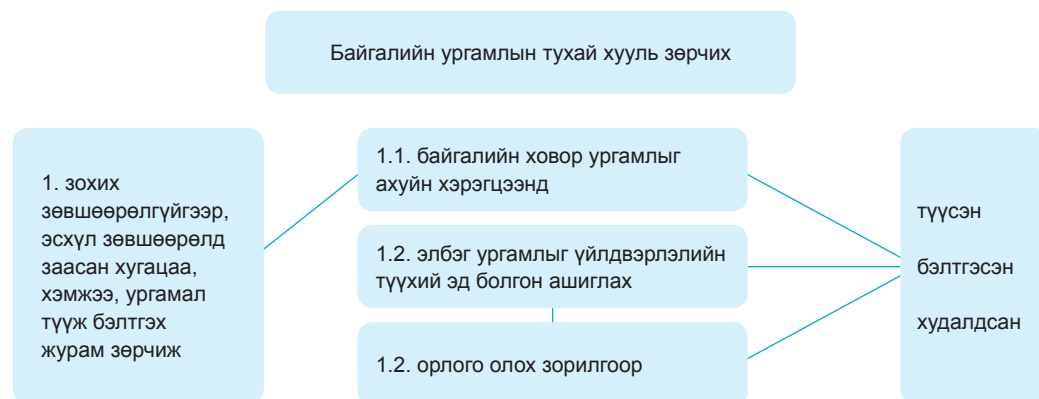 Байгалийн ургамлын тухай хууль зөрчих
1. зохих
зөвшөөрөлгүйгээр,
эсхүл зөвшөөрөлд
заасан хугацаа,
хэмжээ, ургамал
түүж бэлтгэх
журам зөрчиж
1.1. байгалийн ховор ургамлыг
ахуйн хэрэгцээнд
1.2. элбэг ургамлыг үйлдвэрлэлийн
түүхий эд болгон ашиглах
1.2. орлого олох зорилгоор
түүсэн
бэлтгэсэн
худалдсан